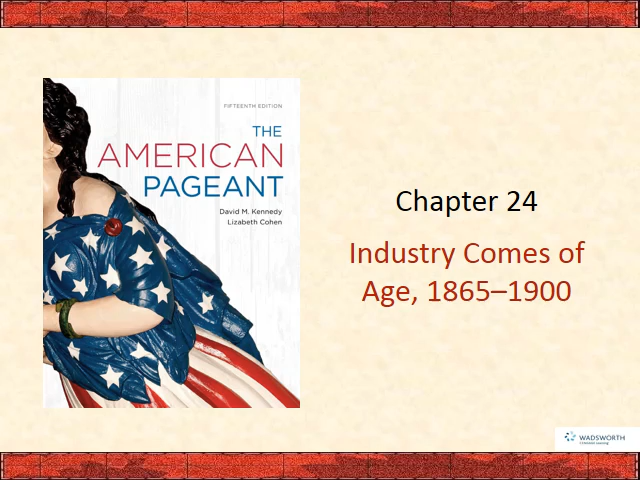 FIFTEENTH EDITION
THE
AMERICAN
PAGEANT
David M. Kennedy
Lizabeth Cohen
Chapter 24
Industry Comes of
Age, 1865–1900
WADSWORTH